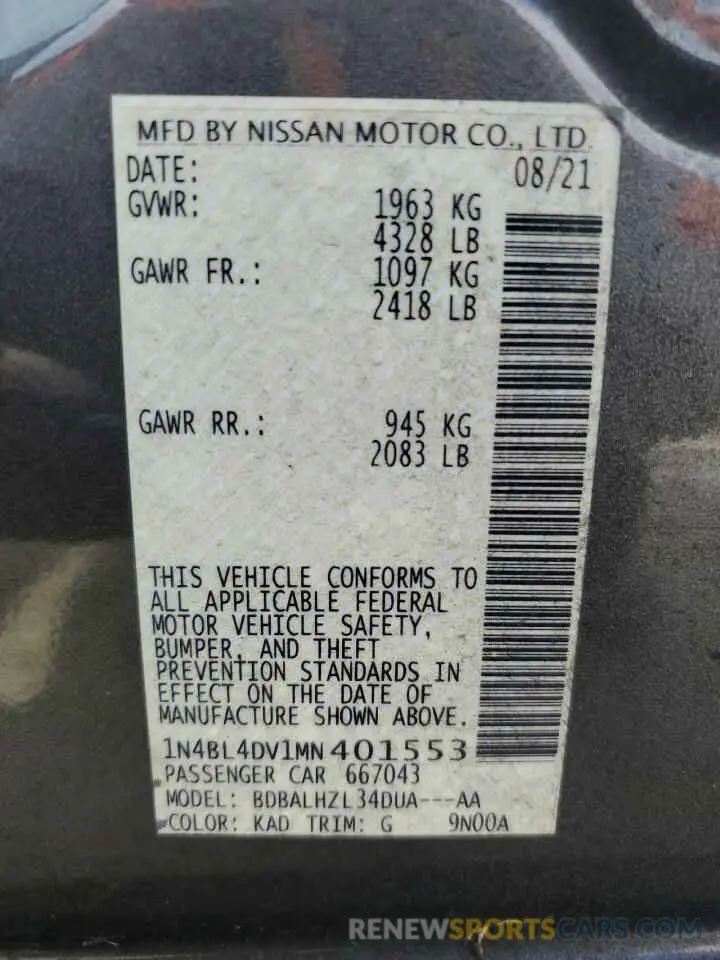 MFD BY NISSAN MOTOR CO., LTD.
DATE: 08/21
GVWR: 1963 KG
4328 LB
GAWR FR.: 1097 KG
2418 LB
GAWR RR.: 945 KG
2083 LB
THIS VEHICLE CONFORMS TO
ALL APPLICABLE FEDERAL
MOTOR VEHICLE SAFETY,
BUMPER, AND THEFT
PREVENTION STANDARDS IN
EFFECT ON THE DATE OF
MANUFACTURE SHOWN ABOVE.
1N4BL4DV1MN401553
PASSENGER CAR 667043
MODEL: BDBALHZL34DUA---AA
COLOR: KAD TRIM: G 9N00A
RENEWSPORTSCARS.COM